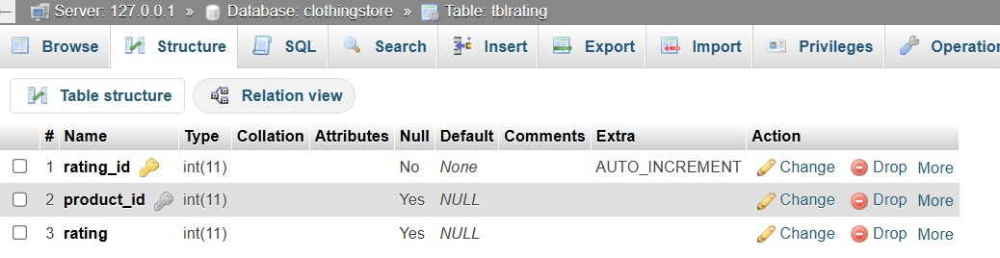 Server: 127.0.0.1 » Database: clothingstore » Table: tblrating
Browse Structure SQL Search Insert Export Import Privileges Operation
Table structure Relation view
# Name Type Collation Attributes Null Default Comments Extra Action
1 rating_id int(11) No None AUTO_INCREMENT Change Drop More
2 product_id int(11) Yes NULL Change Drop More
3 rating int(11) Yes NULL Change Drop More